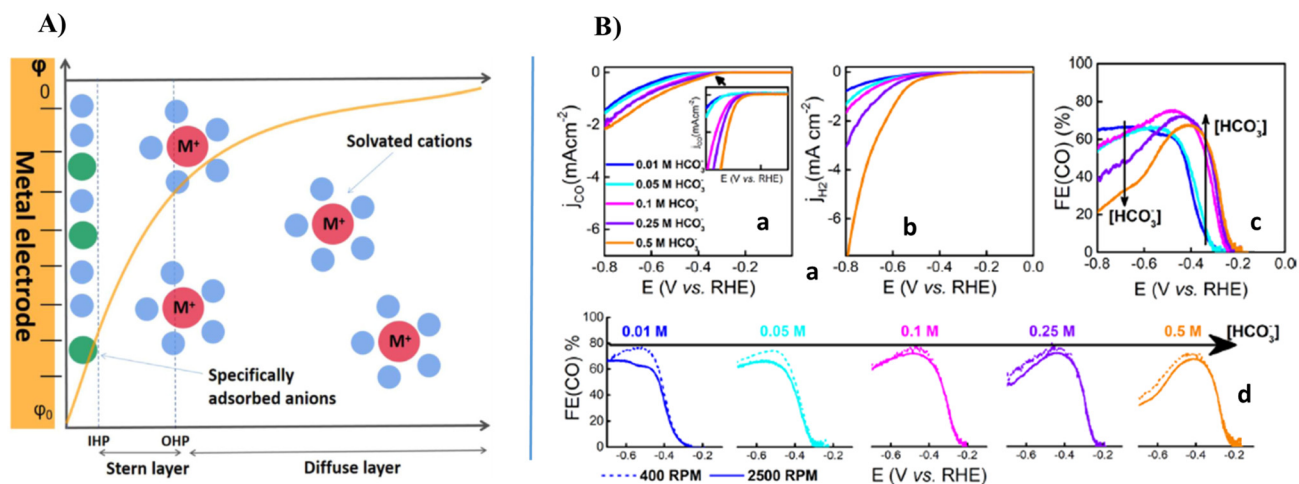 A)
φ
0
Metal electrode
φ₀
M⁺
Solvated cations
M⁺
M⁺
M⁺
Specifically
adsorbed anions
IHP
OHP
Stern layer
Diffuse layer
B)
j_CO(mAcm⁻²)
0
-2
-4
-6
j_CO(mAcm⁻²)
E (V vs. RHE)
0.01 M HCO₃⁻
0.05 M HCO₃⁻
0.1 M HCO₃⁻
0.25 M HCO₃⁻
0.5 M HCO₃⁻
a
-0.8 -0.6 -0.4 -0.2
E (V vs. RHE)
j_H2(mA cm⁻²)
0
-2
-4
-6
b
-0.8 -0.6 -0.4 -0.2 0.0
E (V vs. RHE)
a
FE(CO) (%)
100
80
60
40
20
0
[HCO₃⁻]
[HCO₃⁻]
c
-0.8 -0.6 -0.4 -0.2 0.0
E (V vs. RHE)
0.01 M 0.05 M 0.1 M 0.25 M 0.5 M [HCO₃⁻]
FE(CO) %
100
80
60
40
20
0
d
-0.6 -0.4 -0.2 -0.6 -0.4 -0.2 -0.6 -0.4 -0.2 -0.6 -0.4 -0.2 -0.6 -0.4 -0.2
400 RPM 2500 RPM E (V vs. RHE)